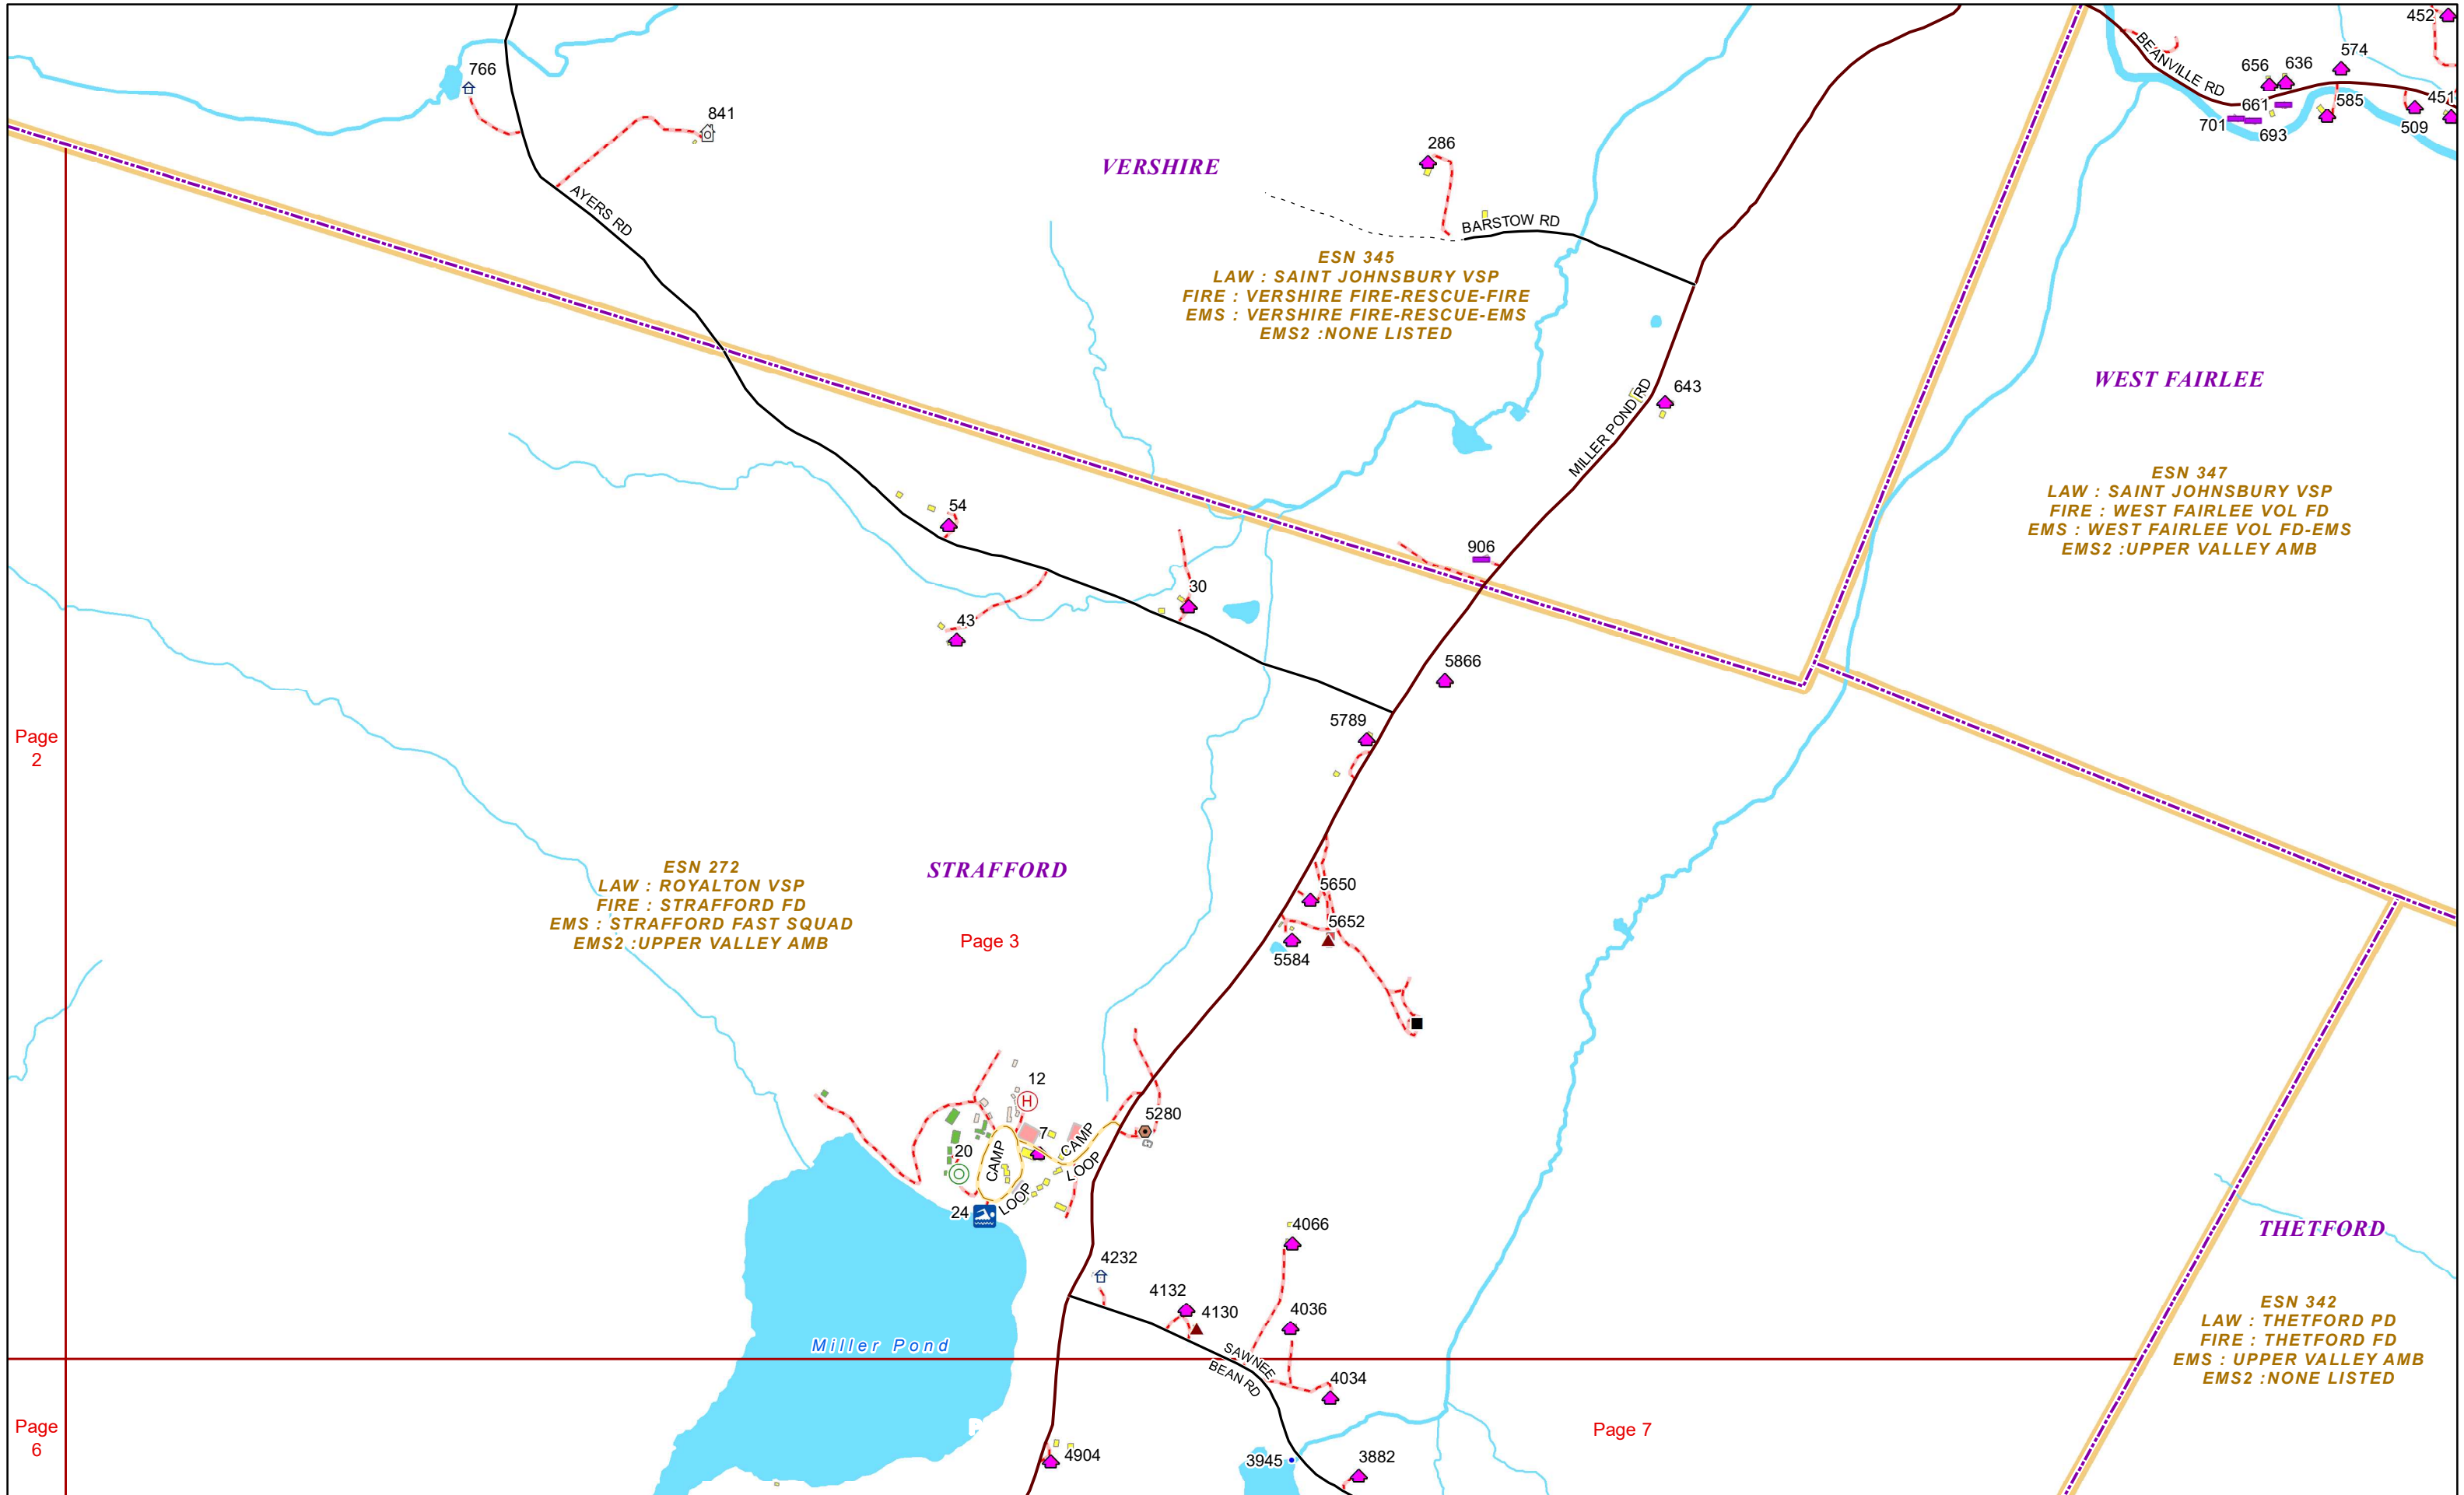 452
574
656
636
BEANVILLE RD
766
841
661
585
451
701
693
509
286
VERSHIRE
AYERS RD
BARSTOW RD
ESN 345
LAW : SAINT JOHNSBURY VSP
FIRE : VERSHIRE FIRE-RESCUE-FIRE
EMS : VERSHIRE FIRE-RESCUE-EMS
EMS2 :NONE LISTED
643
MILLER POND RD
WEST FAIRLEE
ESN 347
LAW : SAINT JOHNSBURY VSP
FIRE : WEST FAIRLEE VOL FD
EMS : WEST FAIRLEE VOL FD-EMS
EMS2 :UPPER VALLEY AMB
54
906
30
43
5866
5789
Page
2
ESN 272
LAW : ROYALTON VSP
FIRE : STRAFFORD FD
EMS : STRAFFORD FAST SQUAD
EMS2 :UPPER VALLEY AMB
STRAFFORD
Page 3
5650
5652
5584
12
H
5280
7
20
CAMP
LOOP
CAMP
LOOP
24
4066
THETFORD
4232
4132
4130
4036
ESN 342
LAW : THETFORD PD
FIRE : THETFORD FD
EMS : UPPER VALLEY AMB
EMS2 :NONE LISTED
Miller Pond
SAWNEE
BEAN RD
4034
Page
6
Page 7
4904
3945
3882